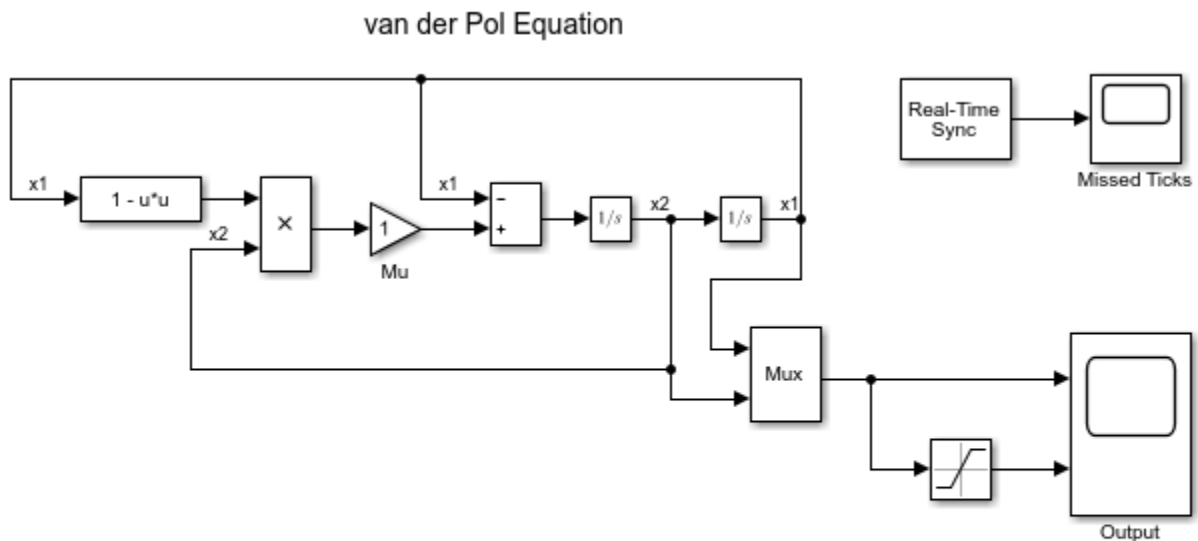 van der Pol Equation
Real-Time
Sync
Missed Ticks
x1
1 - u*u
x2
×
1
Mu
x1
−
+
1/s
x2
1/s
x1
Mux
Output